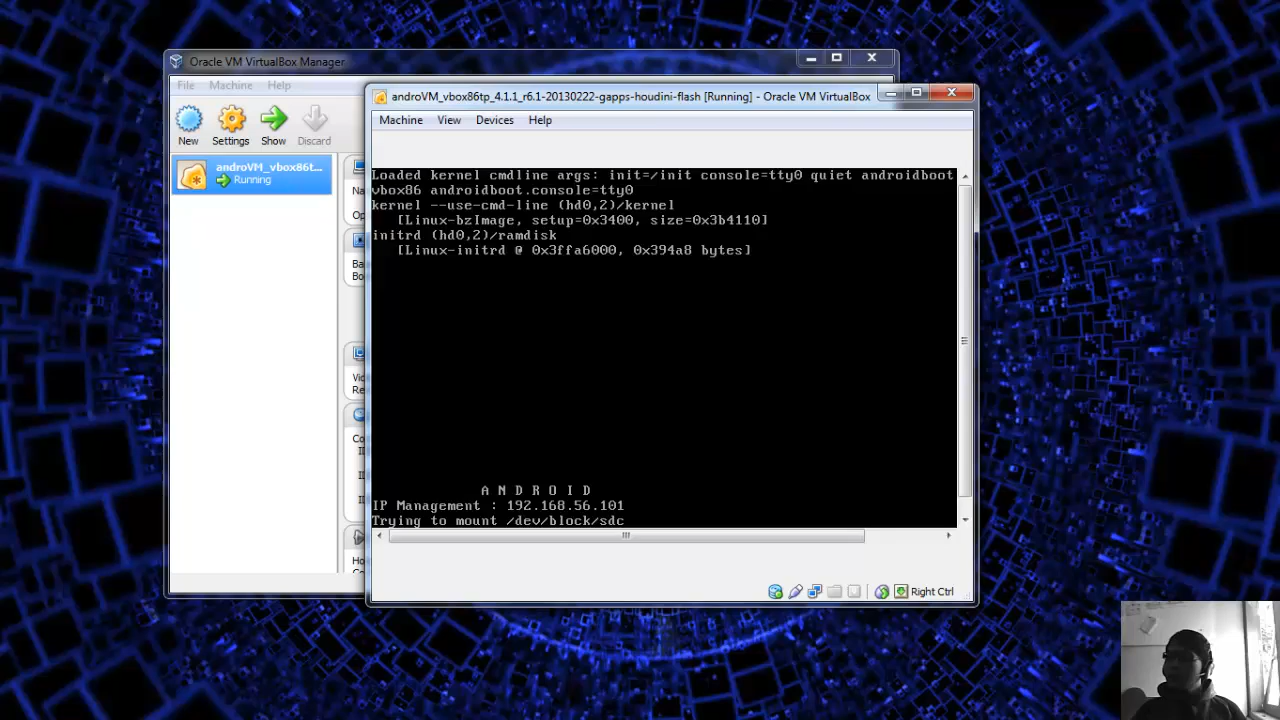 Oracle VM VirtualBox Manager
File Machine Help
New Settings Show Discard
androVM_vbox86t...
Running
androVM_vbox86tp_4.1.1_r6.1-20130222-gapps-houdini-flash [Running] - Oracle VM VirtualBox
Machine View Devices Help
Loaded kernel cmdline args: init=/init console=tty0 quiet androidboot
vbox86 androidboot.console=tty0
kernel --use-cmd-line (hd0,2)/kernel
[Linux-bzImage, setup=0x3400, size=0x3b4110]
initrd (hd0,2)/ramdisk
[Linux-initrd @ 0x3ffa6000, 0x394a8 bytes]
A N D R O I D
IP Management : 192.168.56.101
Trying to mount /dev/block/sdc
Right Ctrl